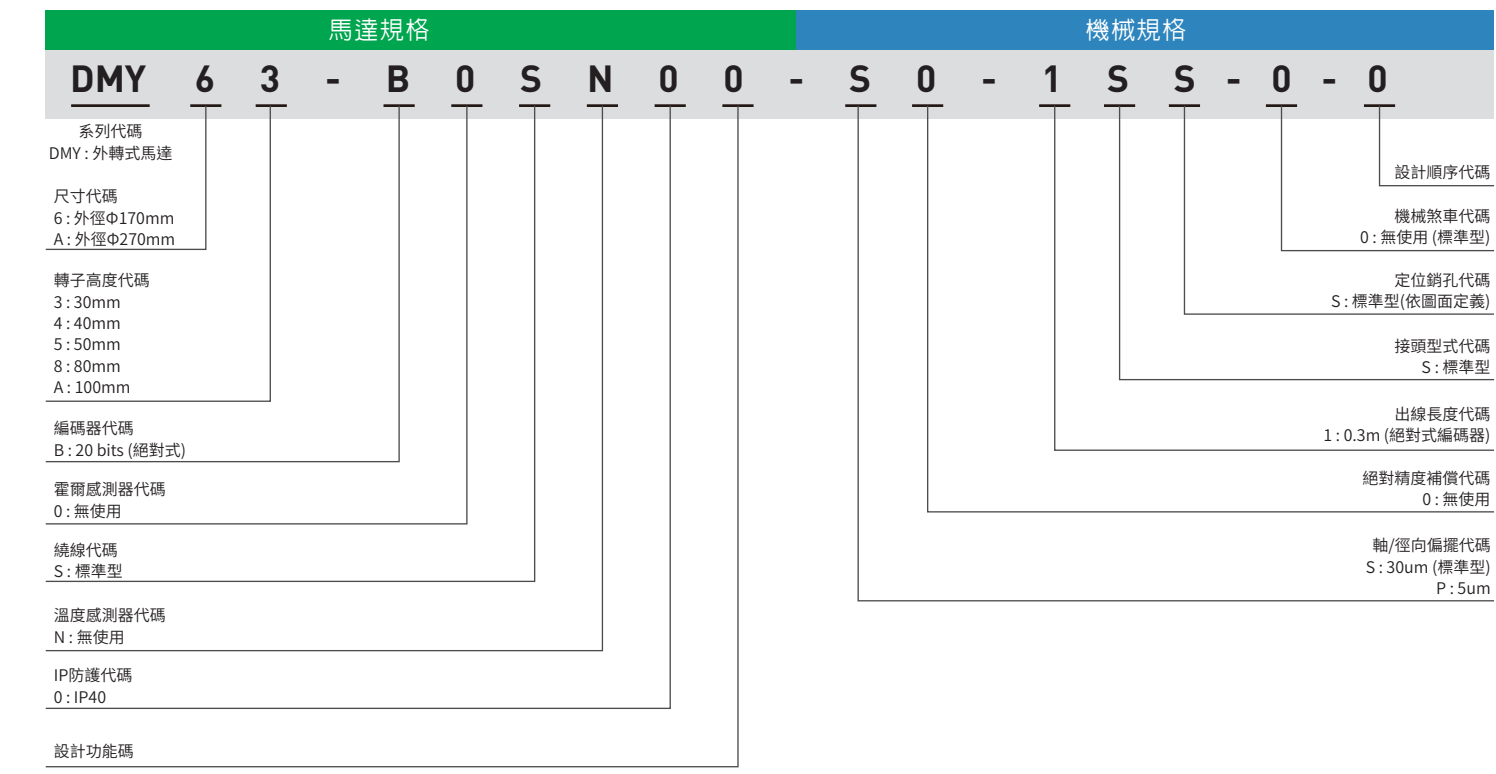 馬達規格
機械規格
DMY 6 3 - B 0 S N 0 0 - S 0 - 1 S S - 0 - 0
系列代碼
DMY : 外轉式馬達
尺寸代碼
6 : 外徑Φ170mm
A : 外徑Φ270mm
轉子高度代碼
3 : 30mm
4 : 40mm
5 : 50mm
8 : 80mm
A : 100mm
編碼器代碼
B : 20 bits (絕對式)
霍爾感測器代碼
0 : 無使用
繞線代碼
S : 標準型
溫度感測器代碼
N : 無使用
IP防護代碼
0 : IP40
設計功能碼
設計順序代碼
機械煞車代碼
0 : 無使用 (標準型)
定位銷孔代碼
S : 標準型(依圖面定義)
接頭型式代碼
S : 標準型
出線長度代碼
1 : 0.3m (絕對式編碼器)
絕對精度補償代碼
0 : 無使用
軸/徑向偏擺代碼
S : 30um (標準型)
P : 5um